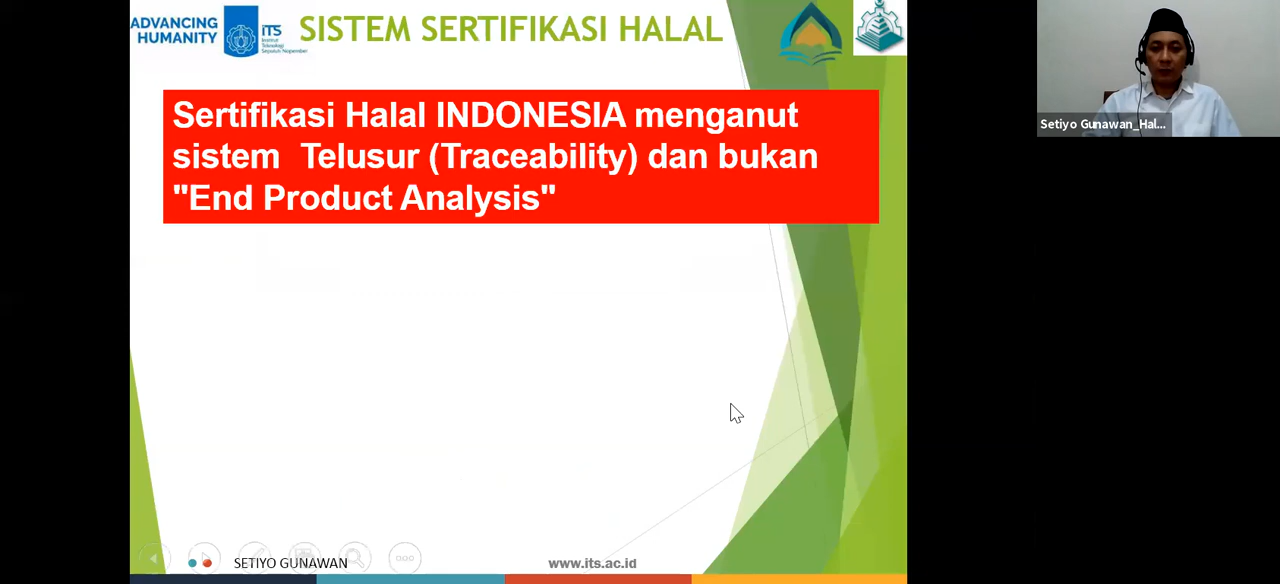 ADVANCING
HUMANITY
ITS
Institut
Teknologi
Sepuluh Nopember
SISTEM SERTIFIKASI HALAL
Sertifikasi Halal INDONESIA menganut
sistem Telusur (Traceability) dan bukan
"End Product Analysis"
Setiyo Gunawan_Hal...
SETIYO GUNAWAN
www.its.ac.id